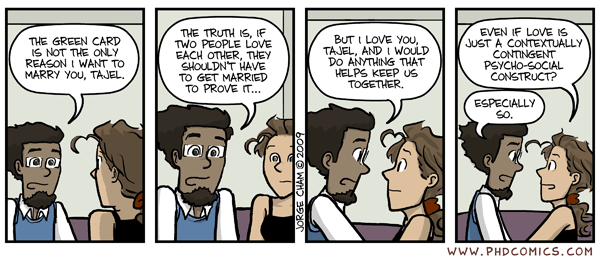 THE GREEN CARD
IS NOT THE ONLY
REASON I WANT TO
MARRY YOU, TAJEL.
THE TRUTH IS, IF
TWO PEOPLE LOVE
EACH OTHER, THEY
SHOULDN'T HAVE
TO GET MARRIED
TO PROVE IT...
JORGE CHAM © 2009
BUT I LOVE YOU,
TAJEL, AND I WOULD
DO ANYTHING THAT
HELPS KEEP US
TOGETHER.
EVEN IF LOVE IS
JUST A CONTEXTUALLY
CONTINGENT
PSYCHO-SOCIAL
CONSTRUCT?
ESPECIALLY
SO.
WWW.PHDCOMICS.COM